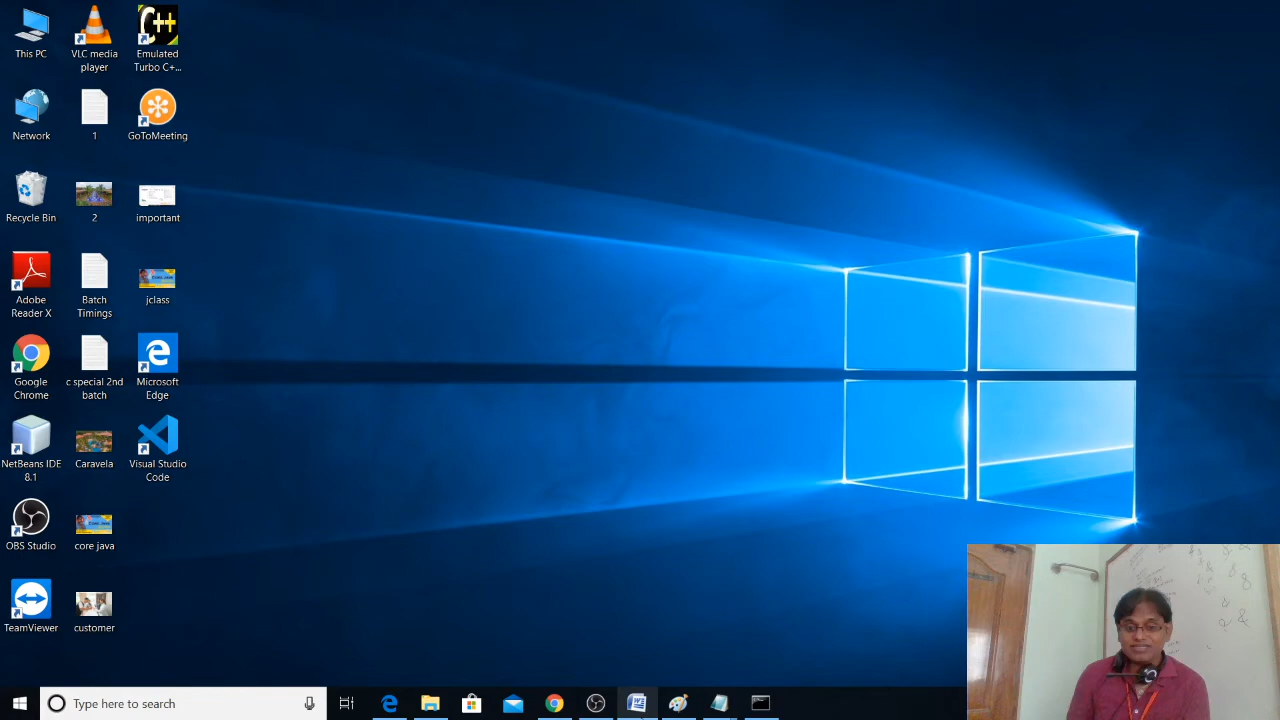 This PC
VLC media
player
Emulated
Turbo C+...
C++
Network
1
GoToMeeting
Recycle Bin
2
important
Adobe
Reader X
Batch
Timings
jclass
Google
Chrome
c special 2nd
batch
Microsoft
Edge
NetBeans IDE
8.1
Caravela
Visual Studio
Code
OBS Studio
core java
TeamViewer
customer
Type here to search